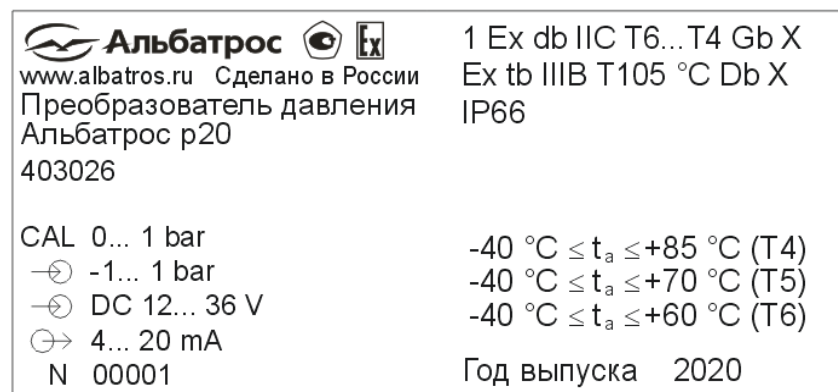 Альбатрос Ex
www.albatros.ru Сделано в России
Преобразователь давления
Альбатрос p20
403026
CAL 0... 1 bar
-1... 1 bar
DC 12... 36 V
4... 20 mA
N 00001
1 Ex db IIC T6...T4 Gb X
Ex tb IIIB T105 °C Db X
IP66
-40 °C ≤ tₐ ≤+85 °C (T4)
-40 °C ≤ tₐ ≤+70 °C (T5)
-40 °C ≤ tₐ ≤+60 °C (T6)
Год выпуска 2020